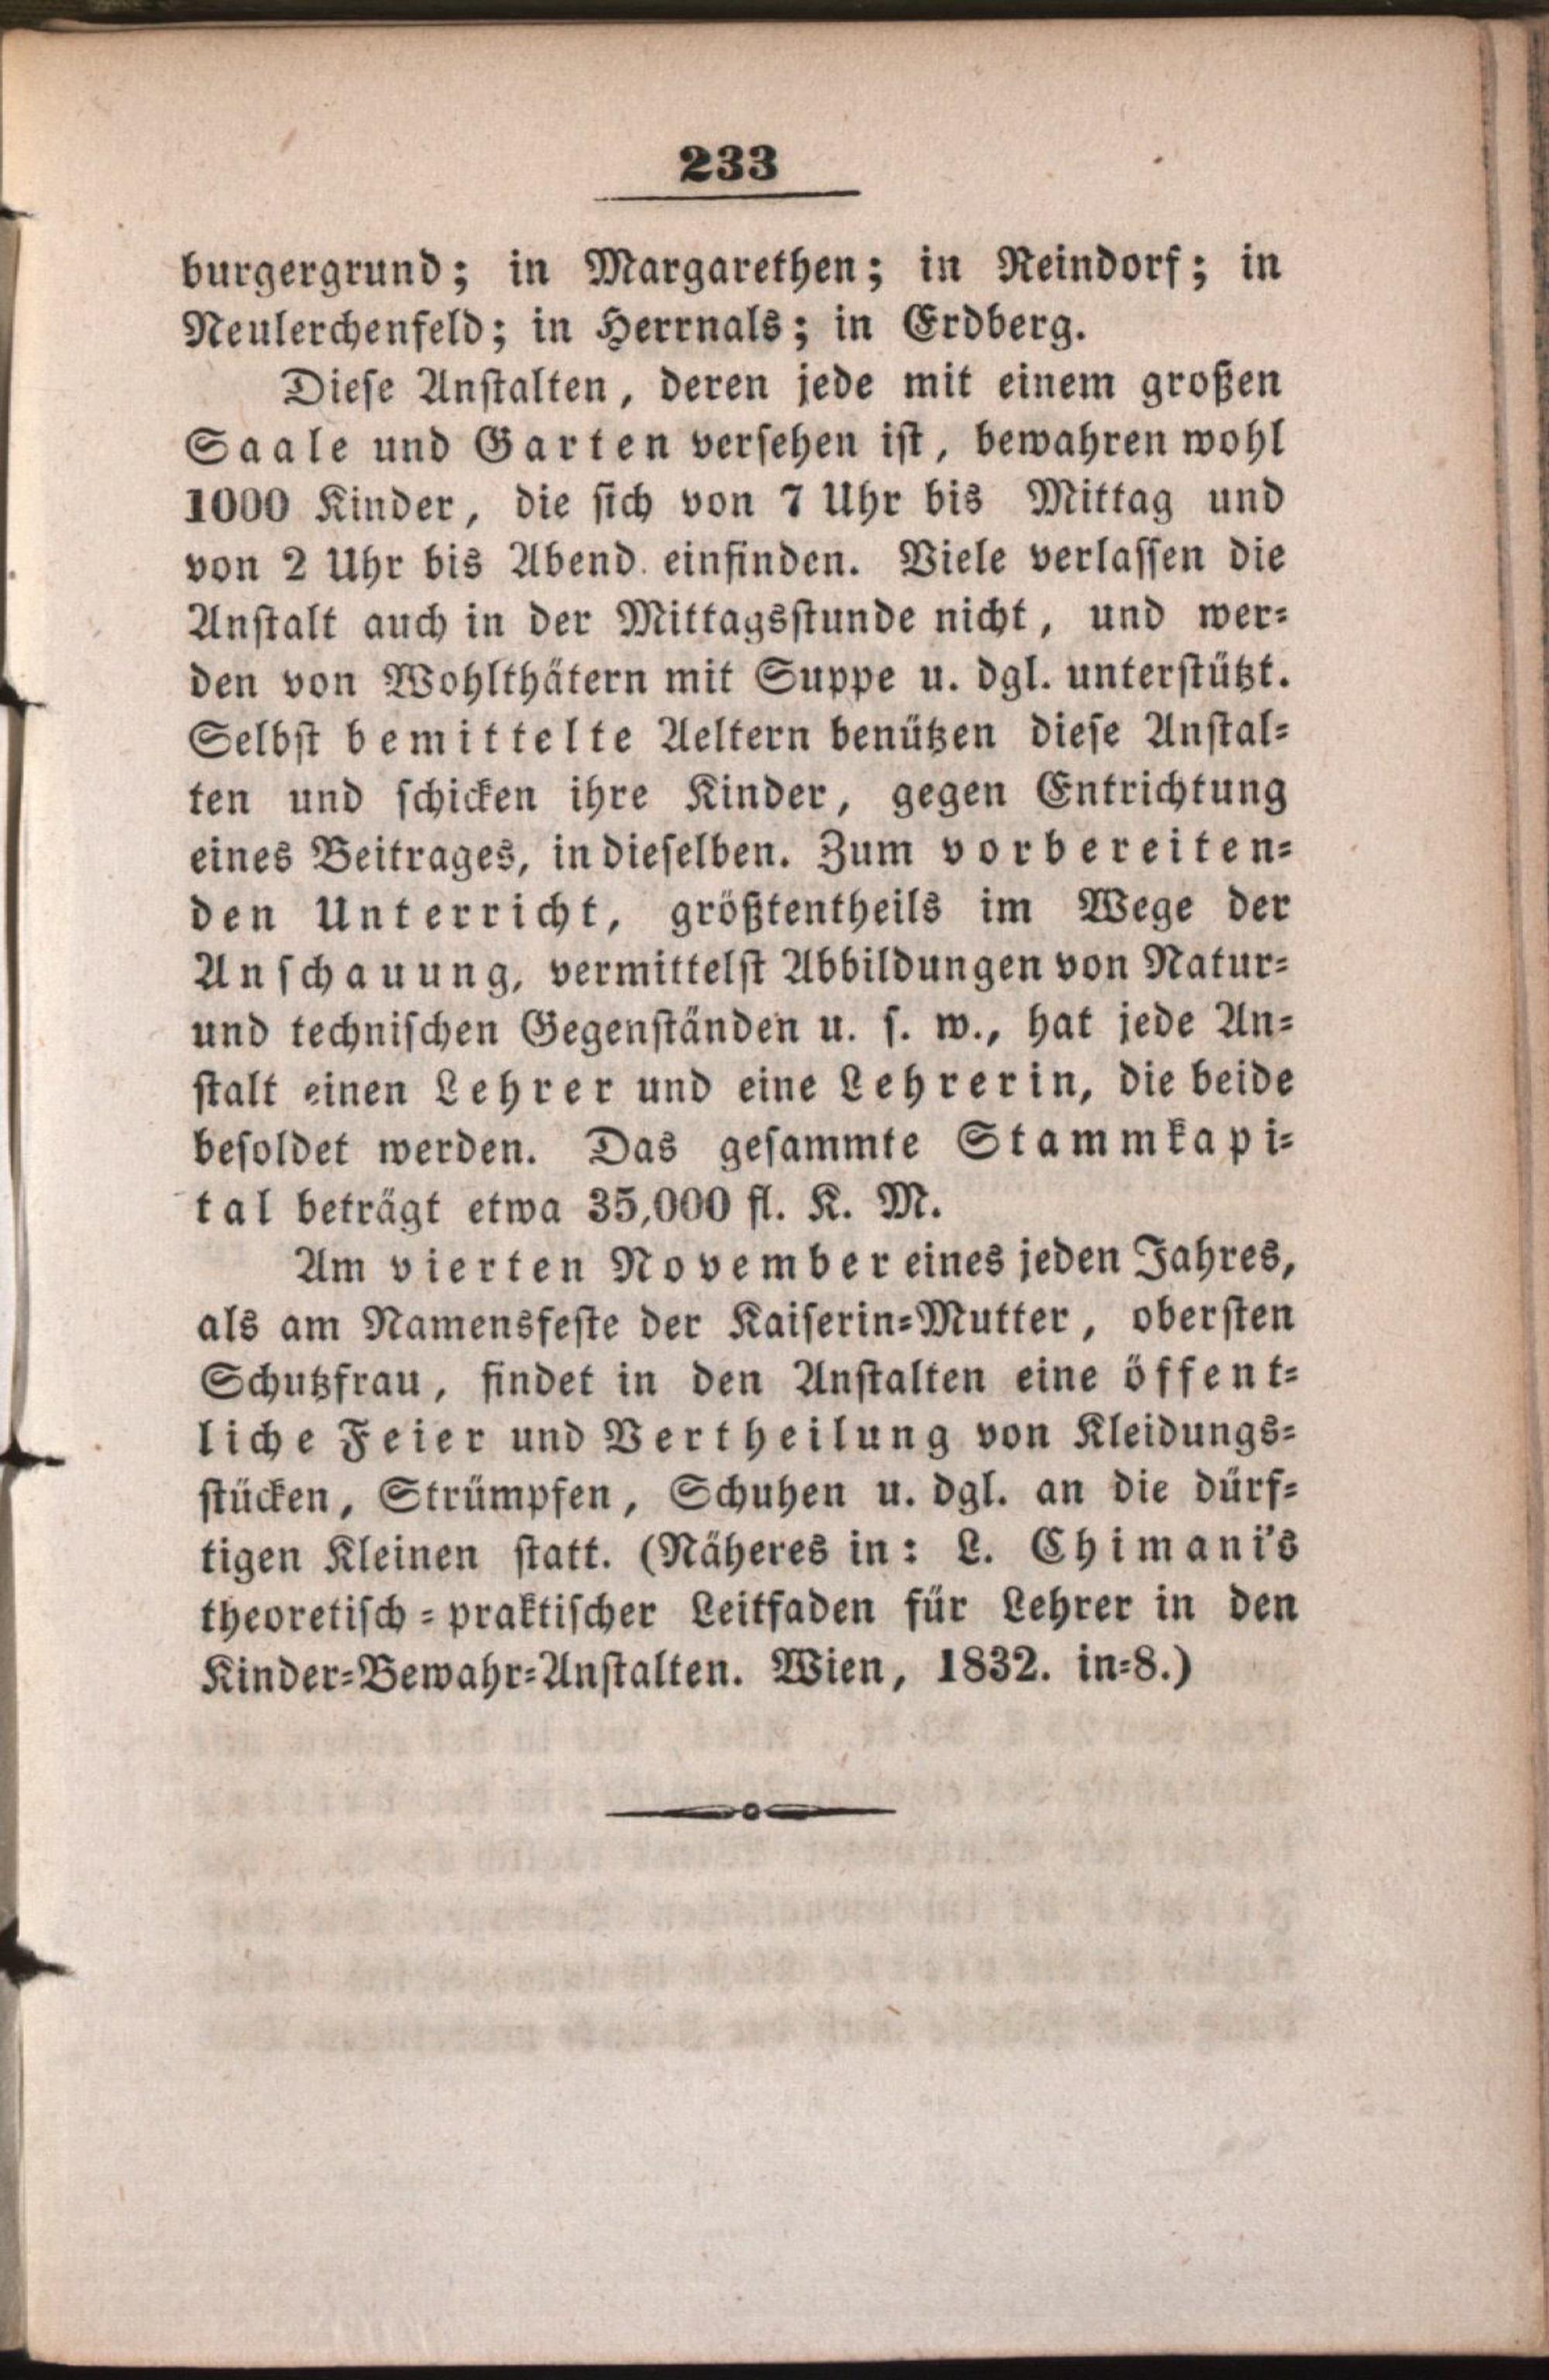 233
burgergrund; in Margarethen; in Reindorf; in
Neulerchenfeld; in Herrnals; in Erdberg.
Diese Anstalten, deren jede mit einem großen
Saale und Garten versehen ist, bewahren wohl
1000 Kinder, die sich von 7 Uhr bis Mittag und
von 2 Uhr bis Abend einfinden. Viele verlassen die
Anstalt auch in der Mittagsstunde nicht, und wer-
den von Wohlthätern mit Suppe u. dgl. unterstützt.
Selbst bemittelte Aeltern benützen diese Anstal-
ten und schicken ihre Kinder, gegen Entrichtung
eines Beitrages, in dieselben. Zum vorbereiten-
den Unterricht, größtentheils im Wege der
Anschauung, vermittelst Abbildungen von Natur-
und technischen Gegenständen u. s. w., hat jede An-
stalt einen Lehrer und eine Lehrerin, die beide
besoldet werden. Das gesammte Stammkapi-
tal beträgt etwa 35,000 fl. K. M.
Am vierten November eines jeden Jahres,
als am Namensfeste der Kaiserin-Mutter, obersten
Schutzfrau, findet in den Anstalten eine öffent-
liche Feier und Vertheilung von Kleidungs-
stücken, Strümpfen, Schuhen u. dgl. an die dürf-
tigen Kleinen statt. (Näheres in: L. Chimani's
theoretisch-praktischer Leitfaden für Lehrer in den
Kinder-Bewahr-Anstalten. Wien, 1832. in-8.)